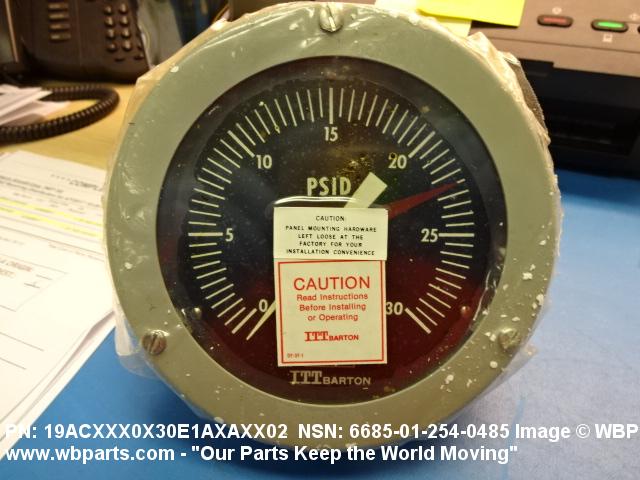 PSID
15
10
20
5
25
0
30
CAUTION:
PANEL MOUNTING HARDWARE
LEFT LOOSE AT THE
FACTORY FOR YOUR
INSTALLATION CONVENIENCE
CAUTION
Read Instructions
Before Installing
or Operating
ITT BARTON
ITT BARTON
PN: 19ACXXX0X30E1AXAXX02 NSN: 6685-01-254-0485 Image © WBP
www.wbparts.com - "Our Parts Keep the World Moving"